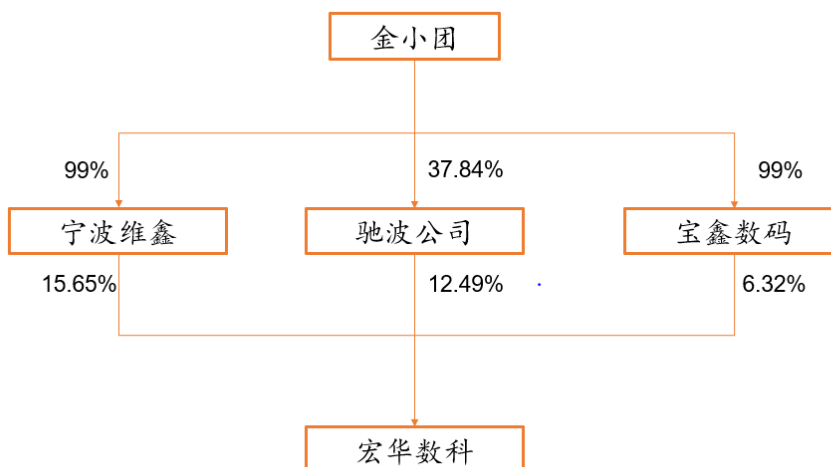 金小团
99%
37.84%
99%
宁波维鑫
驰波公司
宝鑫数码
15.65%
12.49%
6.32%
宏华数科